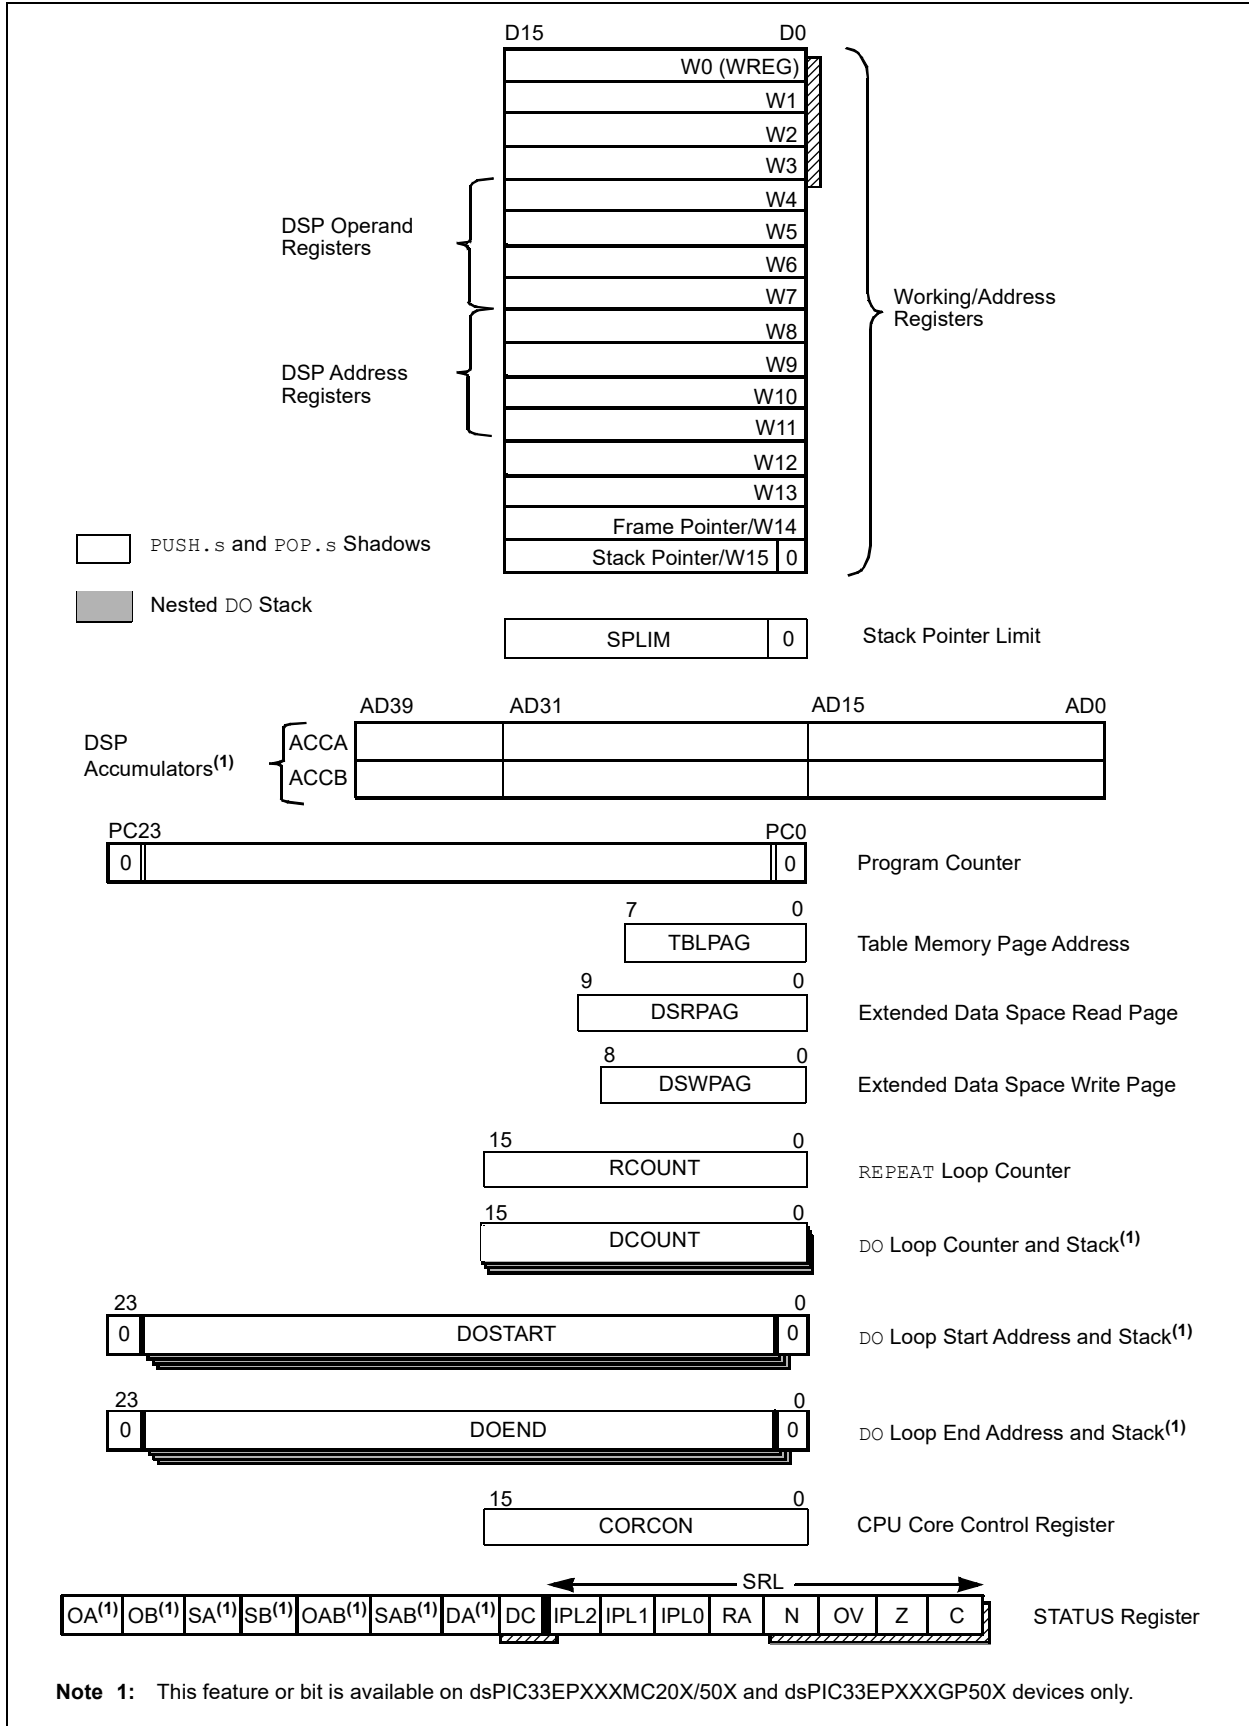 D15 D0
W0 (WREG)
W1
W2
W3
W4
DSP Operand
Registers
W5
W6
W7
Working/Address
Registers
W8
DSP Address
Registers
W9
W10
W11
W12
W13
Frame Pointer/W14
PUSH.s and POP.s Shadows
Stack Pointer/W15 0
Nested DO Stack
SPLIM 0 Stack Pointer Limit
AD39 AD31 AD15 AD0
DSP
Accumulators(1)
ACCA
ACCB
PC23 PC0
0 0 Program Counter
7 0
TBLPAG Table Memory Page Address
9 0
DSRPAG Extended Data Space Read Page
8 0
DSWPAG Extended Data Space Write Page
15 0
RCOUNT REPEAT Loop Counter
15 0
DCOUNT DO Loop Counter and Stack(1)
23 0
0 DOSTART 0 DO Loop Start Address and Stack(1)
23 0
0 DOEND 0 DO Loop End Address and Stack(1)
15 0
CORCON CPU Core Control Register
SRL
OA(1) OB(1) SA(1) SB(1) OAB(1) SAB(1) DA(1) DC IPL2 IPL1 IPL0 RA N OV Z C STATUS Register
Note 1: This feature or bit is available on dsPIC33EPXXXMC20X/50X and dsPIC33EPXXXGP50X devices only.